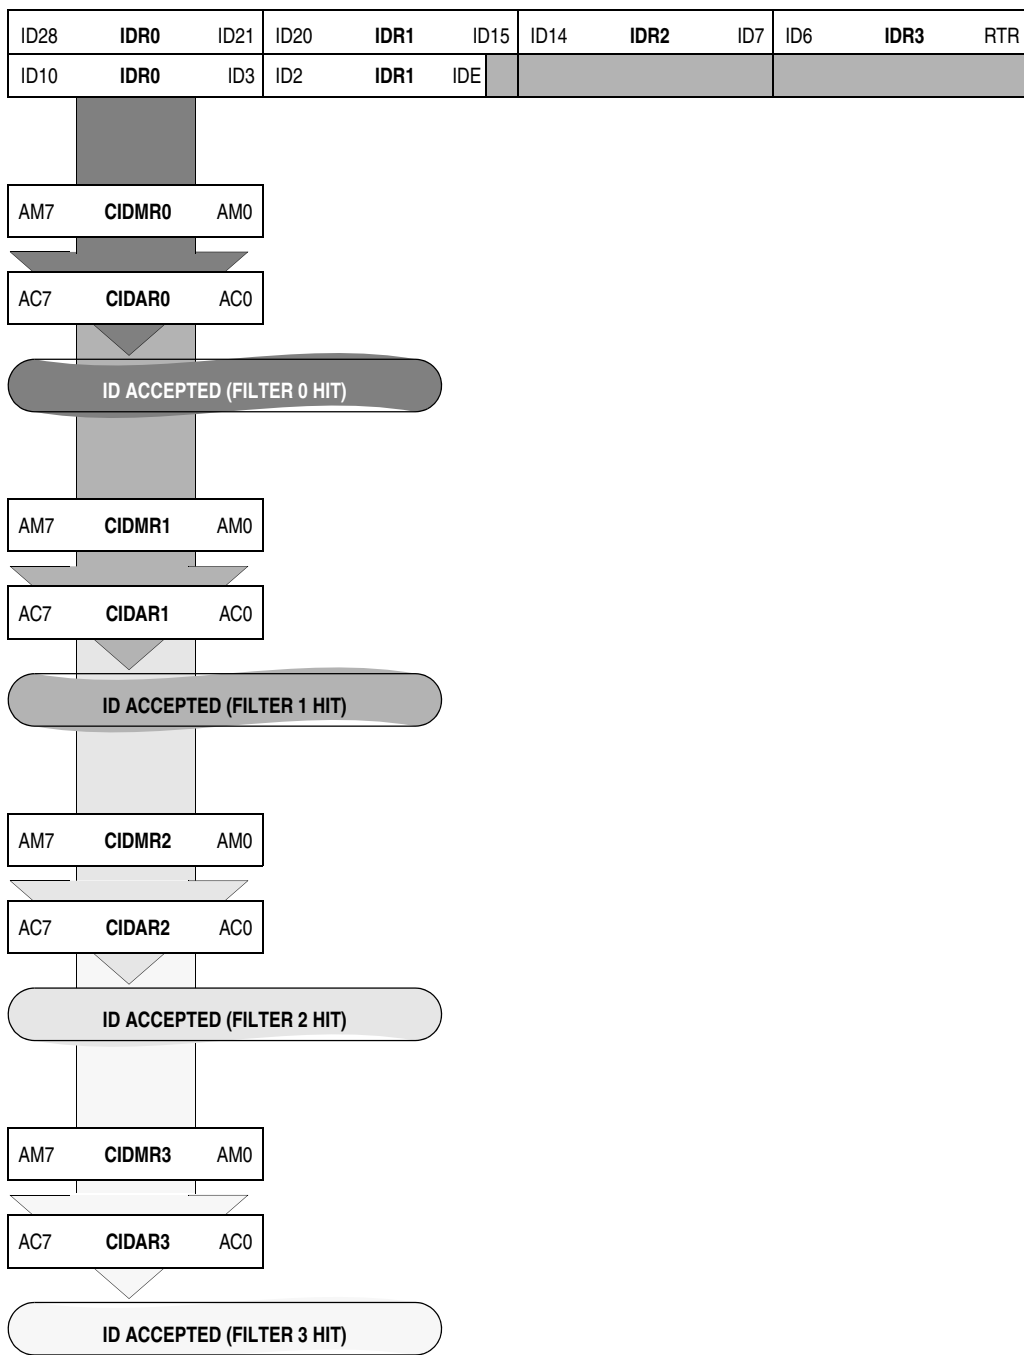 ID28 IDR0 ID21 ID20 IDR1 ID15 ID14 IDR2 ID7 ID6 IDR3 RTR
ID10 IDR0 ID3 ID2 IDR1 IDE
AM7 CIDMR0 AM0
AC7 CIDAR0 AC0
ID ACCEPTED (FILTER 0 HIT)
AM7 CIDMR1 AM0
AC7 CIDAR1 AC0
ID ACCEPTED (FILTER 1 HIT)
AM7 CIDMR2 AM0
AC7 CIDAR2 AC0
ID ACCEPTED (FILTER 2 HIT)
AM7 CIDMR3 AM0
AC7 CIDAR3 AC0
ID ACCEPTED (FILTER 3 HIT)